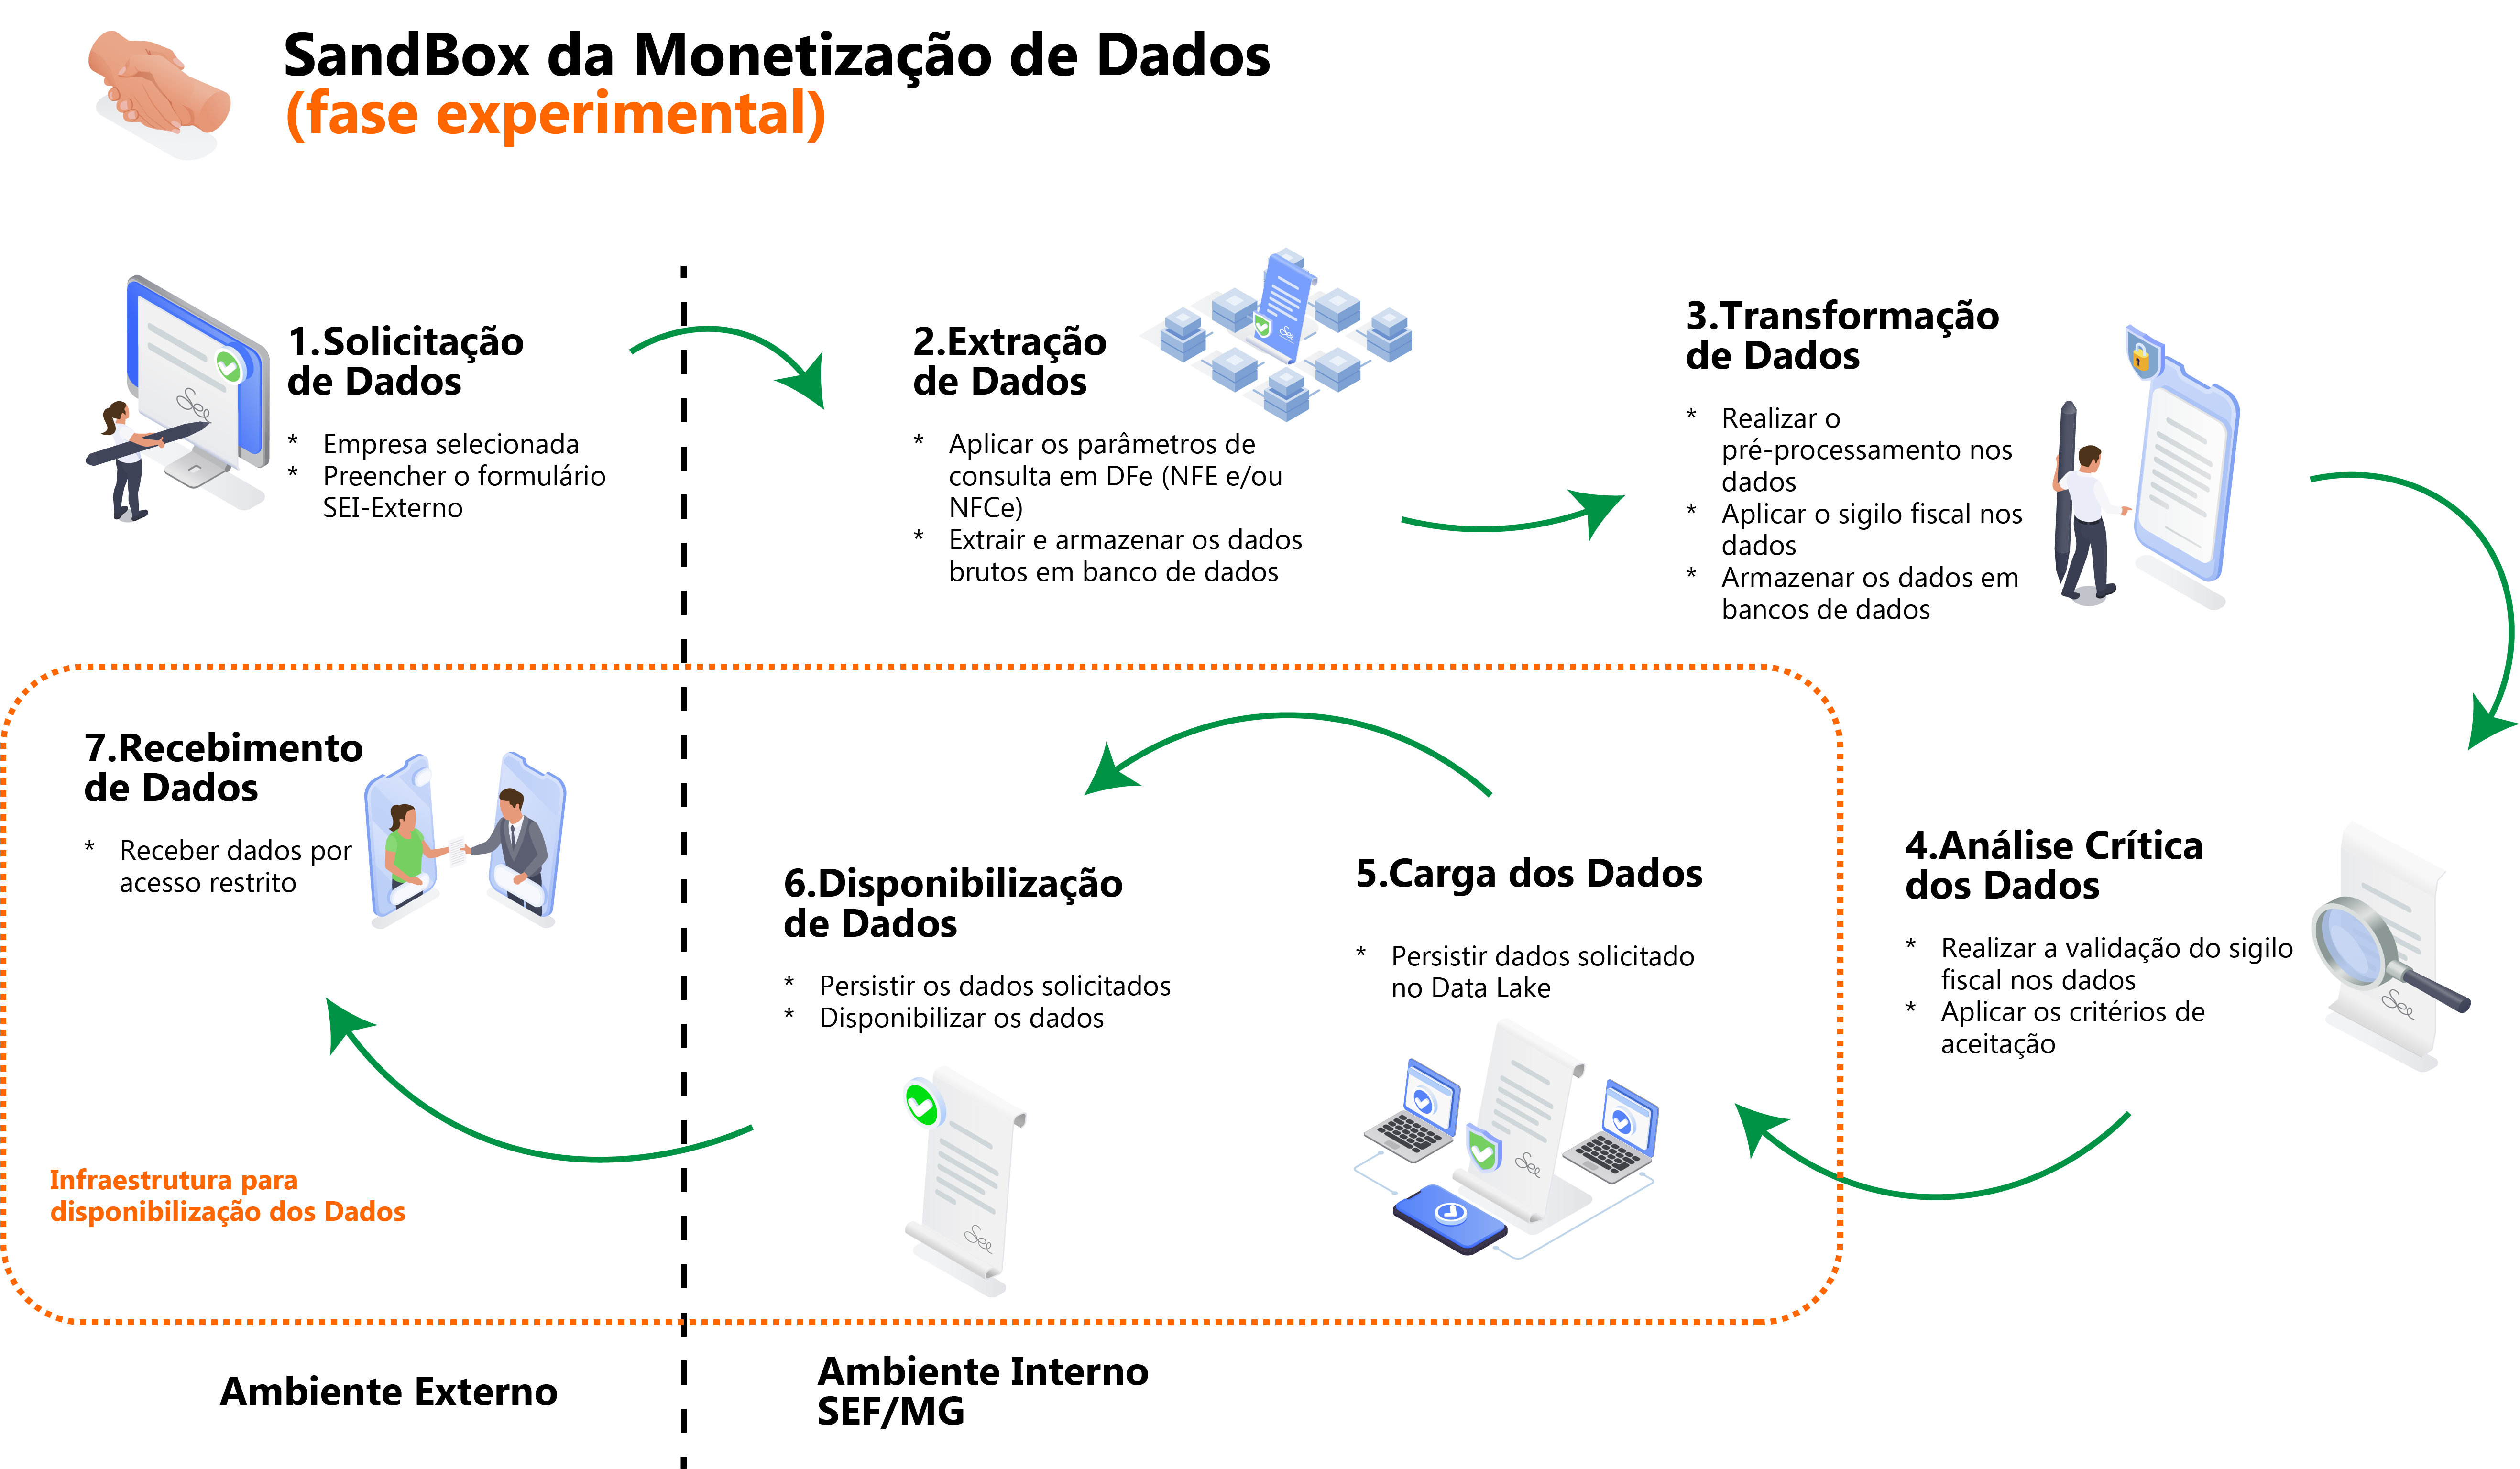 SandBox da Monetização de Dados
(fase experimental)
1.Solicitação
de Dados
* Empresa selecionada
* Preencher o formulário
SEI-Externo
2.Extração
de Dados
* Aplicar os parâmetros de
consulta em DFe (NFE e/ou
NFCe)
* Extrair e armazenar os dados
brutos em banco de dados
3.Transformação
de Dados
* Realizar o
pré-processamento nos
dados
* Aplicar o sigilo fiscal nos
dados
* Armazenar os dados em
bancos de dados
4.Análise Crítica
dos Dados
* Realizar a validação do sigilo
fiscal nos dados
* Aplicar os critérios de
aceitação
5.Carga dos Dados
* Persistir dados solicitado
no Data Lake
6.Disponibilização
de Dados
* Persistir os dados solicitados
* Disponibilizar os dados
7.Recebimento
de Dados
* Receber dados por
acesso restrito
Infraestrutura para
disponibilização dos Dados
Ambiente Externo
Ambiente Interno
SEF/MG